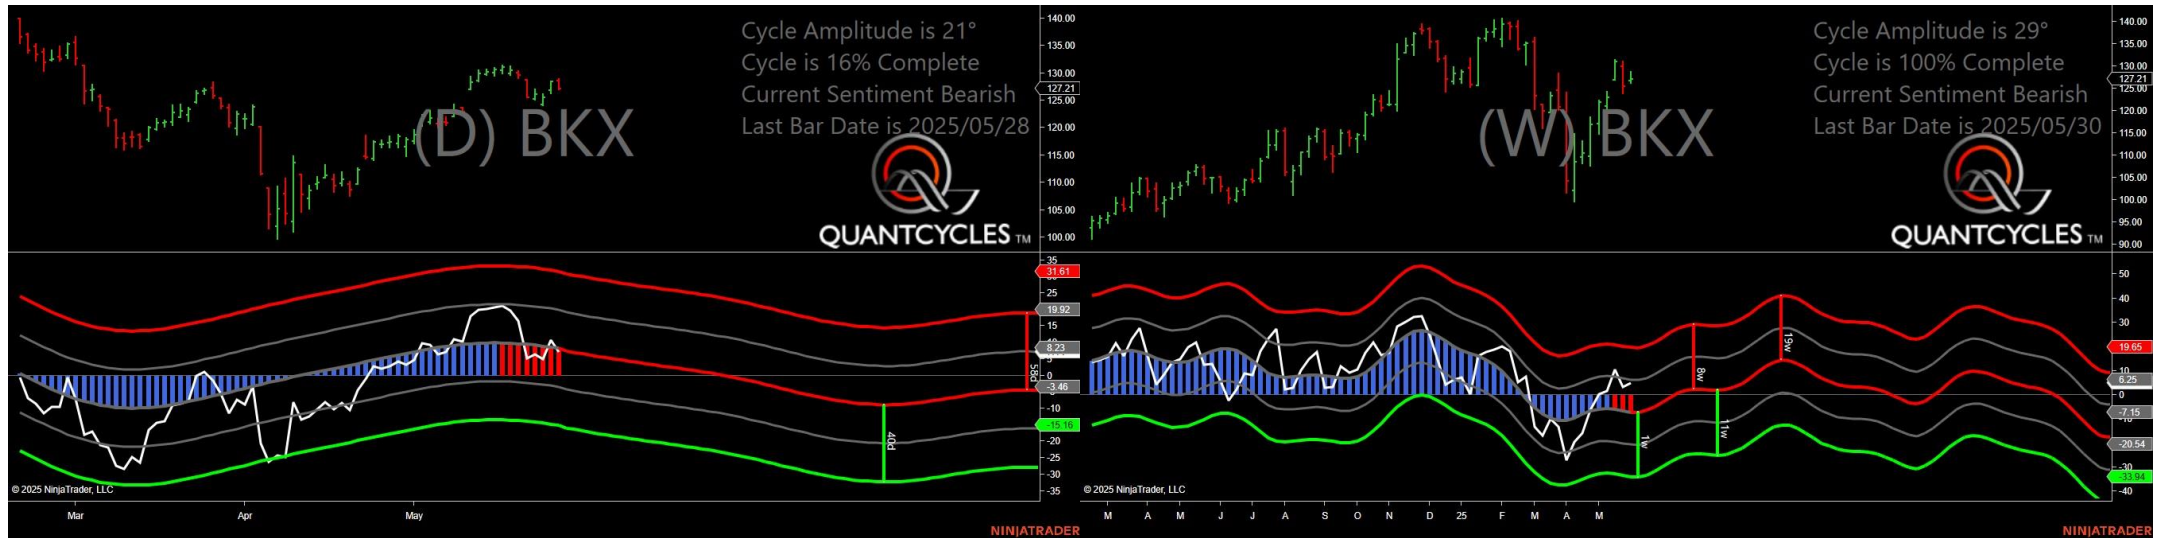 Cycle Amplitude is 21°
Cycle is 16% Complete
Current Sentiment Bearish
Last Bar Date is 2025/05/28
(D) BKX
QUANTCYCLES TM
140.00
130.00
127.21
125.00
120.00
115.00
110.00
105.00
100.00
35
31.61
25
19.92
15
10
8.23
5
0
-3.46
-10
-15.16
-20
-25
-30
-35
58d
40d
© 2025 NinjaTrader, LLC
Mar
Apr
May
NINJATRADER
Cycle Amplitude is 29°
Cycle is 100% Complete
Current Sentiment Bearish
Last Bar Date is 2025/05/30
(W) BKX
QUANTCYCLES TM
140.00
135.00
130.00
127.21
125.00
120.00
115.00
110.00
105.00
100.00
95.00
90.00
50
40
30
19.65
10
6.25
0
-7.15
-20.54
-30
-33.94
-40
1w
8w
11w
19w
© 2025 NinjaTrader, LLC
M A M J J A S O N D 25 F M A M
NINJATRADER